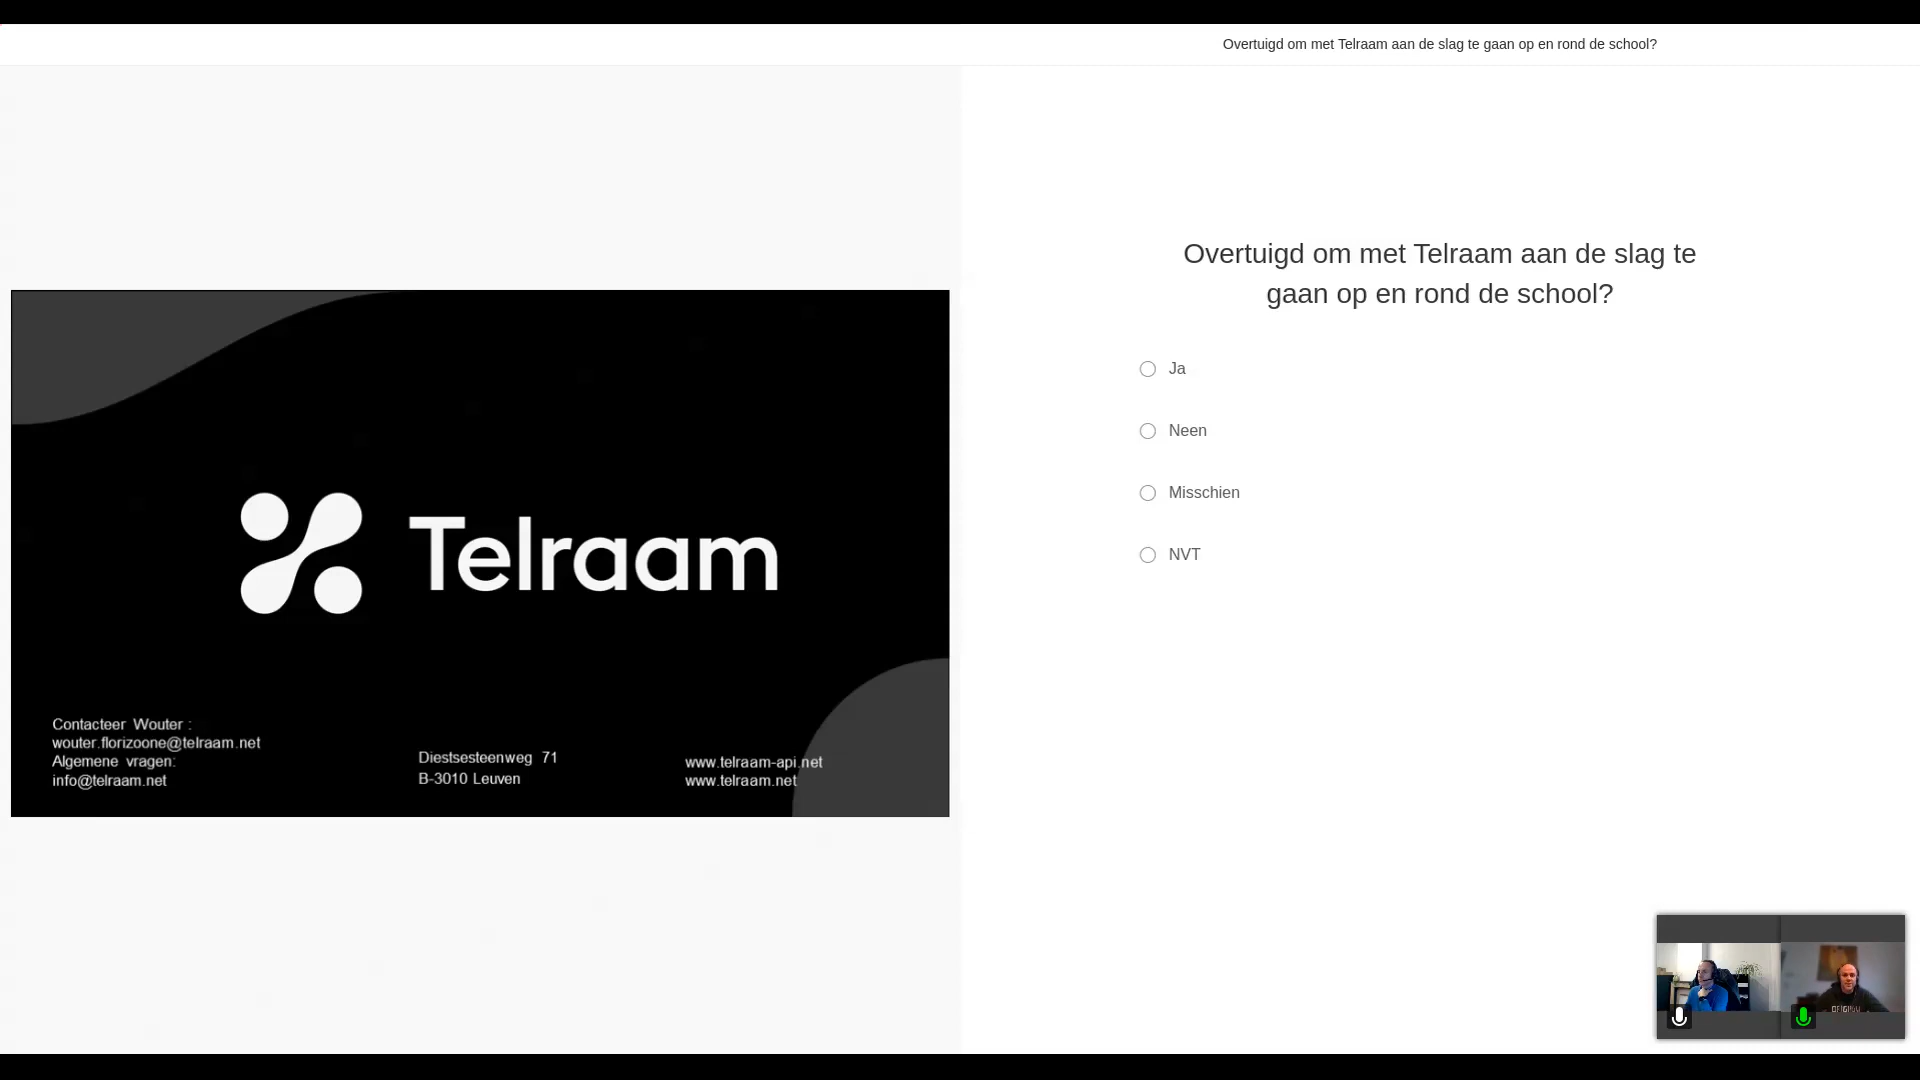 Overtuigd om met Telraam aan de slag te gaan op en rond de school?
Telraam
Contacteer Wouter :
wouter.florizoone@telraam.net
Algemene vragen:
info@telraam.net
Diestsesteenweg 71
B-3010 Leuven
www.telraam-api.net
www.telraam.net
Overtuigd om met Telraam aan de slag te
gaan op en rond de school?
Ja
Neen
Misschien
NVT